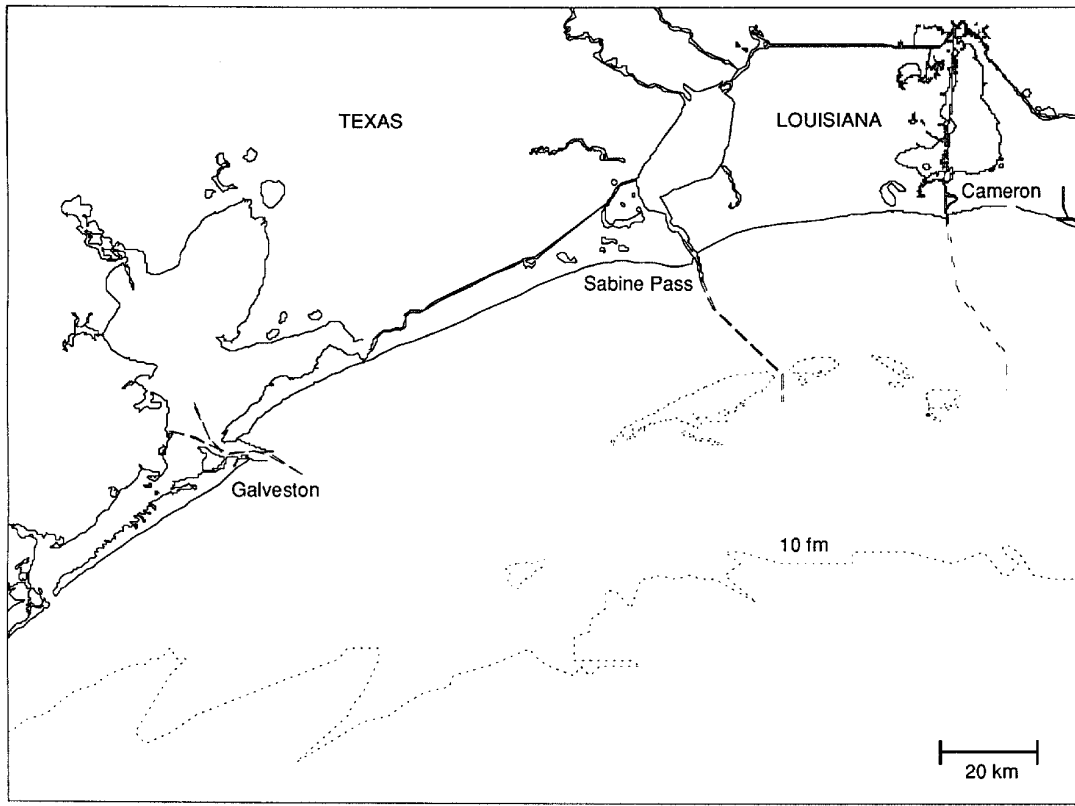 TEXAS
LOUISIANA
Cameron
Sabine Pass
Galveston
10 fm
20 km